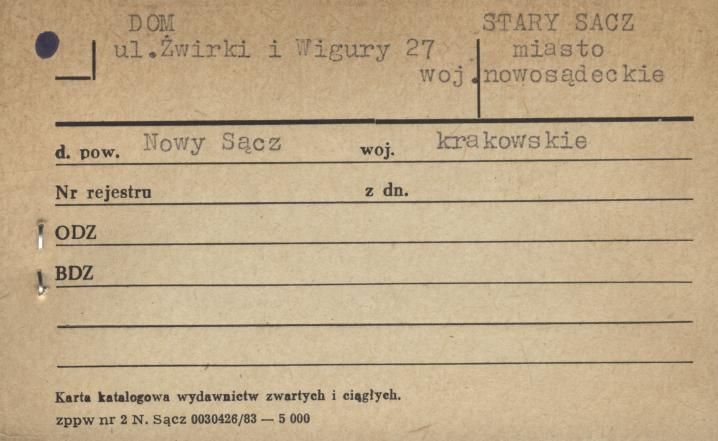 DOM STARY SACZ
ul.Żwirki i Wigury 27 miasto
woj.nowosądeckie
d. pow. Nowy Sącz woj. krakowskie
Nr rejestru z dn.
ODZ
BDZ
Karta katalogowa wydawnictw zwartych i ciągłych.
zppw nr 2 N. Sącz 0030426/83 — 5 000